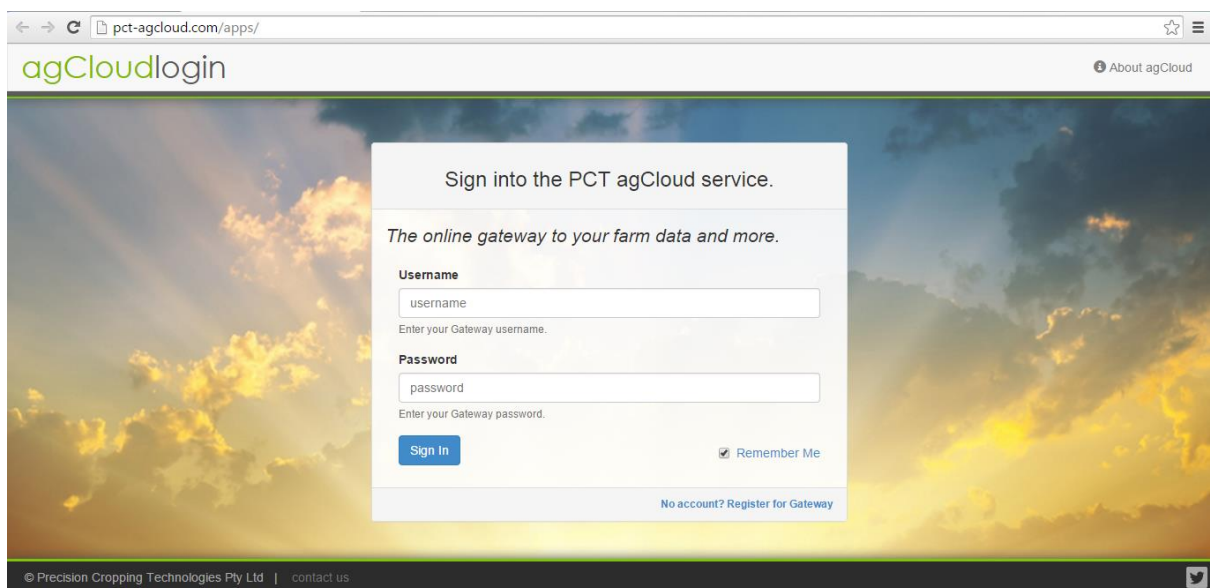 pct-agcloud.com/apps/
agCloudlogin
About agCloud
Sign into the PCT agCloud service.
The online gateway to your farm data and more.
Username
username
Enter your Gateway username.
Password
password
Enter your Gateway password.
Sign In
Remember Me
No account? Register for Gateway
© Precision Cropping Technologies Pty Ltd | contact us